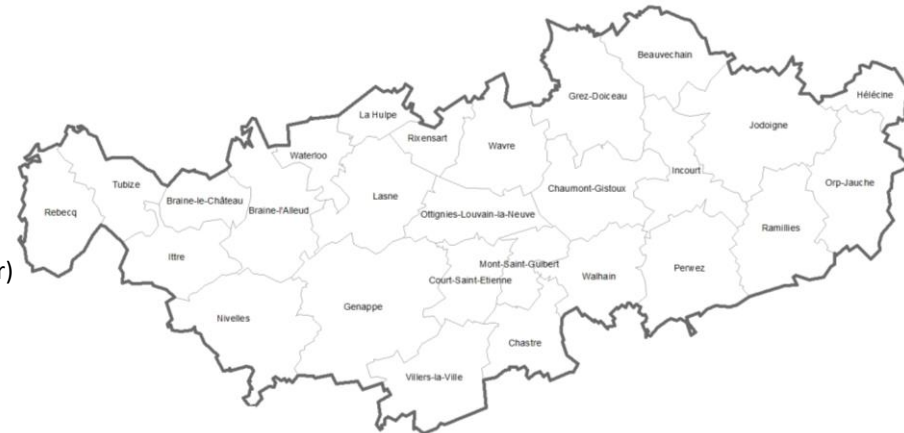 Beauvechain
Hélécine
Grez-Doiceau
La Hulpe
Jodoigne
Rixensart
Wavre
Waterloo
Incourt
Orp-Jauche
Tubize
Braine-le-Château
Braine-l'Alleud
Lasne
Chaumont-Gistoux
Rebecq
Ottignies-Louvain-la-Neuve
Ramillies
Ittre
Mont-Saint-Guibert
Walhain
Perwez
r)
Court-Saint-Etienne
Nivelles
Genappe
Chastre
Villers-la-Ville